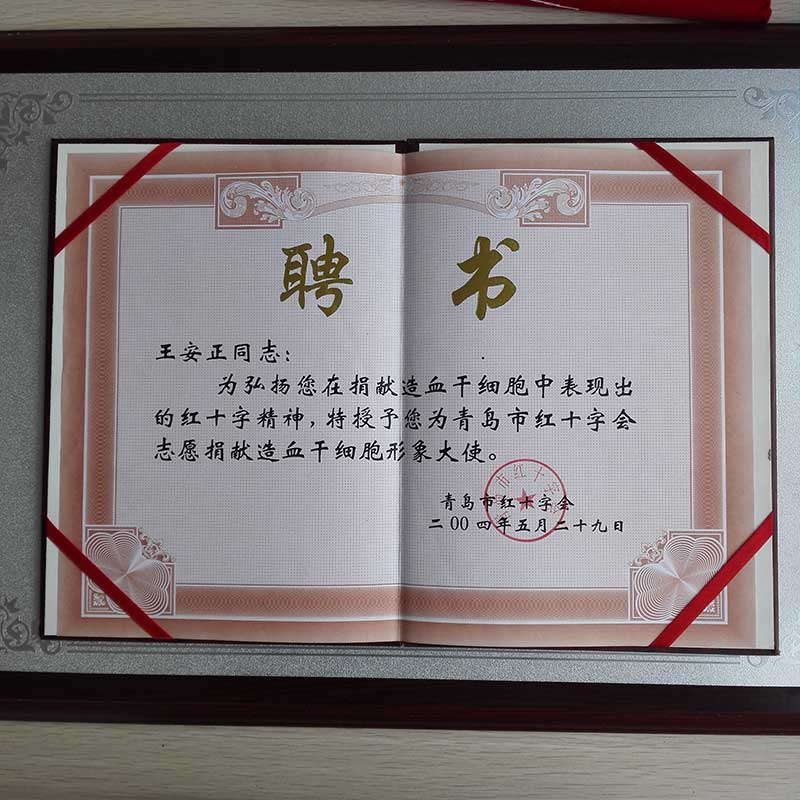 聘书
王安正同志：
为弘扬您在捐献造血干细胞中表现出
的红十字精神，特授予您为青岛市红十字会
志愿捐献造血干细胞形象大使。
青岛市红十字会
二00四年五月二十九日